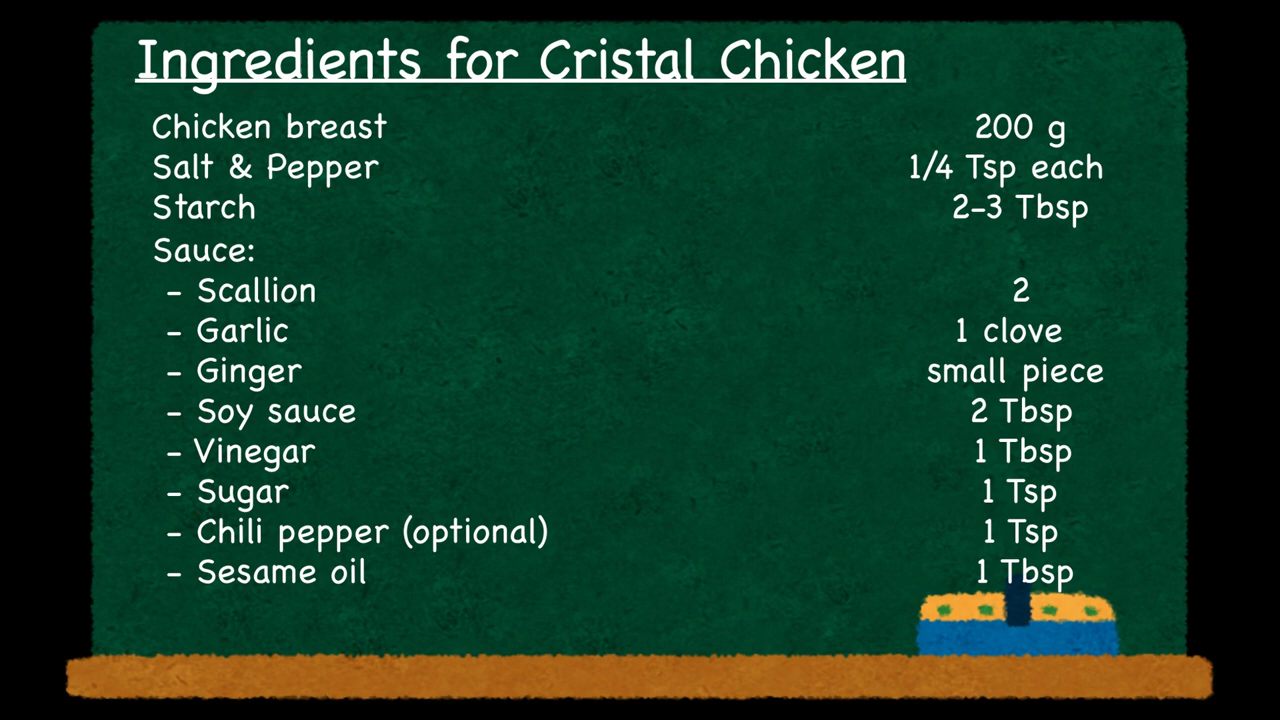 Ingredients for Cristal Chicken
Chicken breast 200 g
Salt & Pepper 1/4 Tsp each
Starch 2-3 Tbsp
Sauce:
- Scallion 2
- Garlic 1 clove
- Ginger small piece
- Soy sauce 2 Tbsp
- Vinegar 1 Tbsp
- Sugar 1 Tsp
- Chili pepper (optional) 1 Tsp
- Sesame oil 1 Tbsp